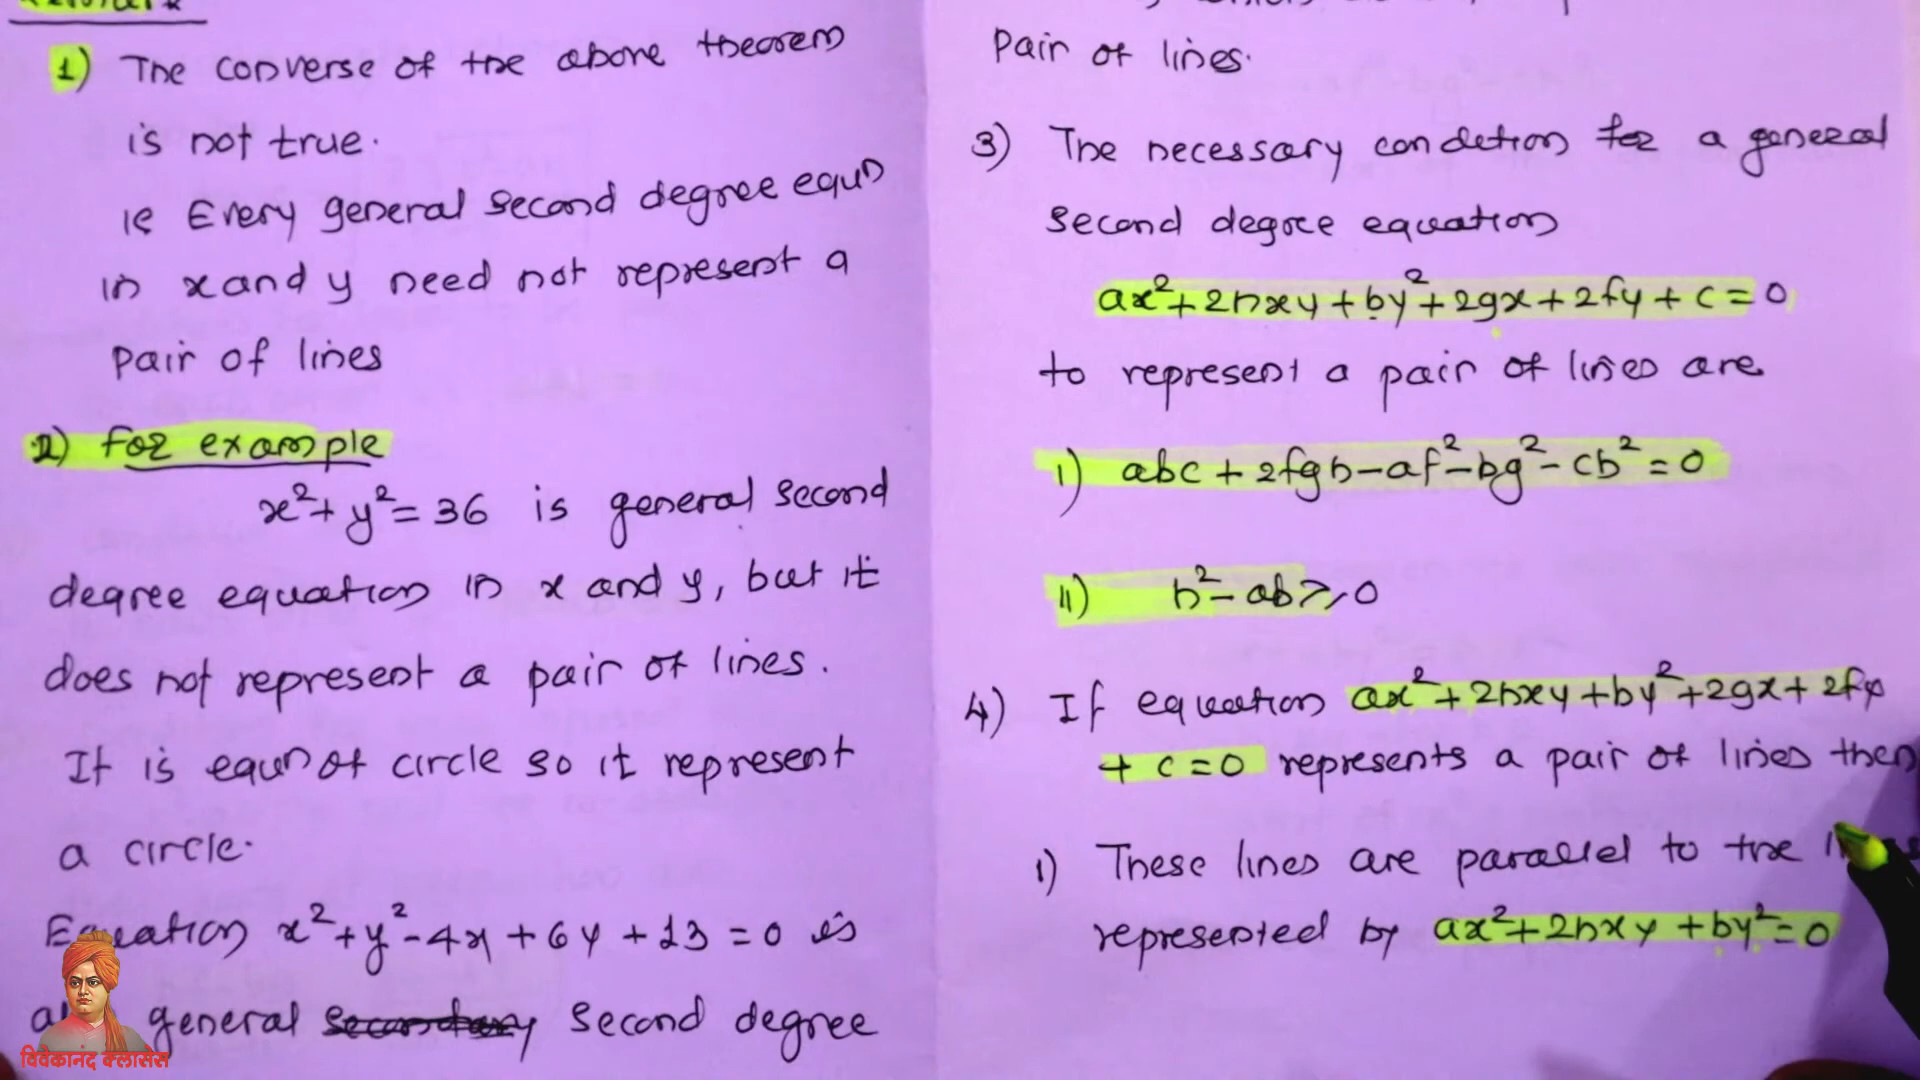 1) The converse of the above theorem
is not true.
ie Every general second degree equn
in x and y need not represent a
pair of lines
2) for example
x²+y²=36 is general second
degree equation in x and y, but it
does not represent a pair of lines.
It is equn of circle so it represent
a circle.
Equation x²+y²-4x+6y+13=0 is
general second degree
विवेकानंद क्लासेस
pair of lines.
3) The necessary condetion for a general
second degree equation
ax²+2hxy+by²+2gx+2fy+c=0
to represent a pair of lines are
i) abc+2fgh-af²-bg²-ch²=0
ii) h²-ab≥0
4) If equation ax²+2hxy+by²+2gx+2fy
+c=0 represents a pair of lines then
i) These lines are parallel to the
represented by ax²+2hxy+by²=0